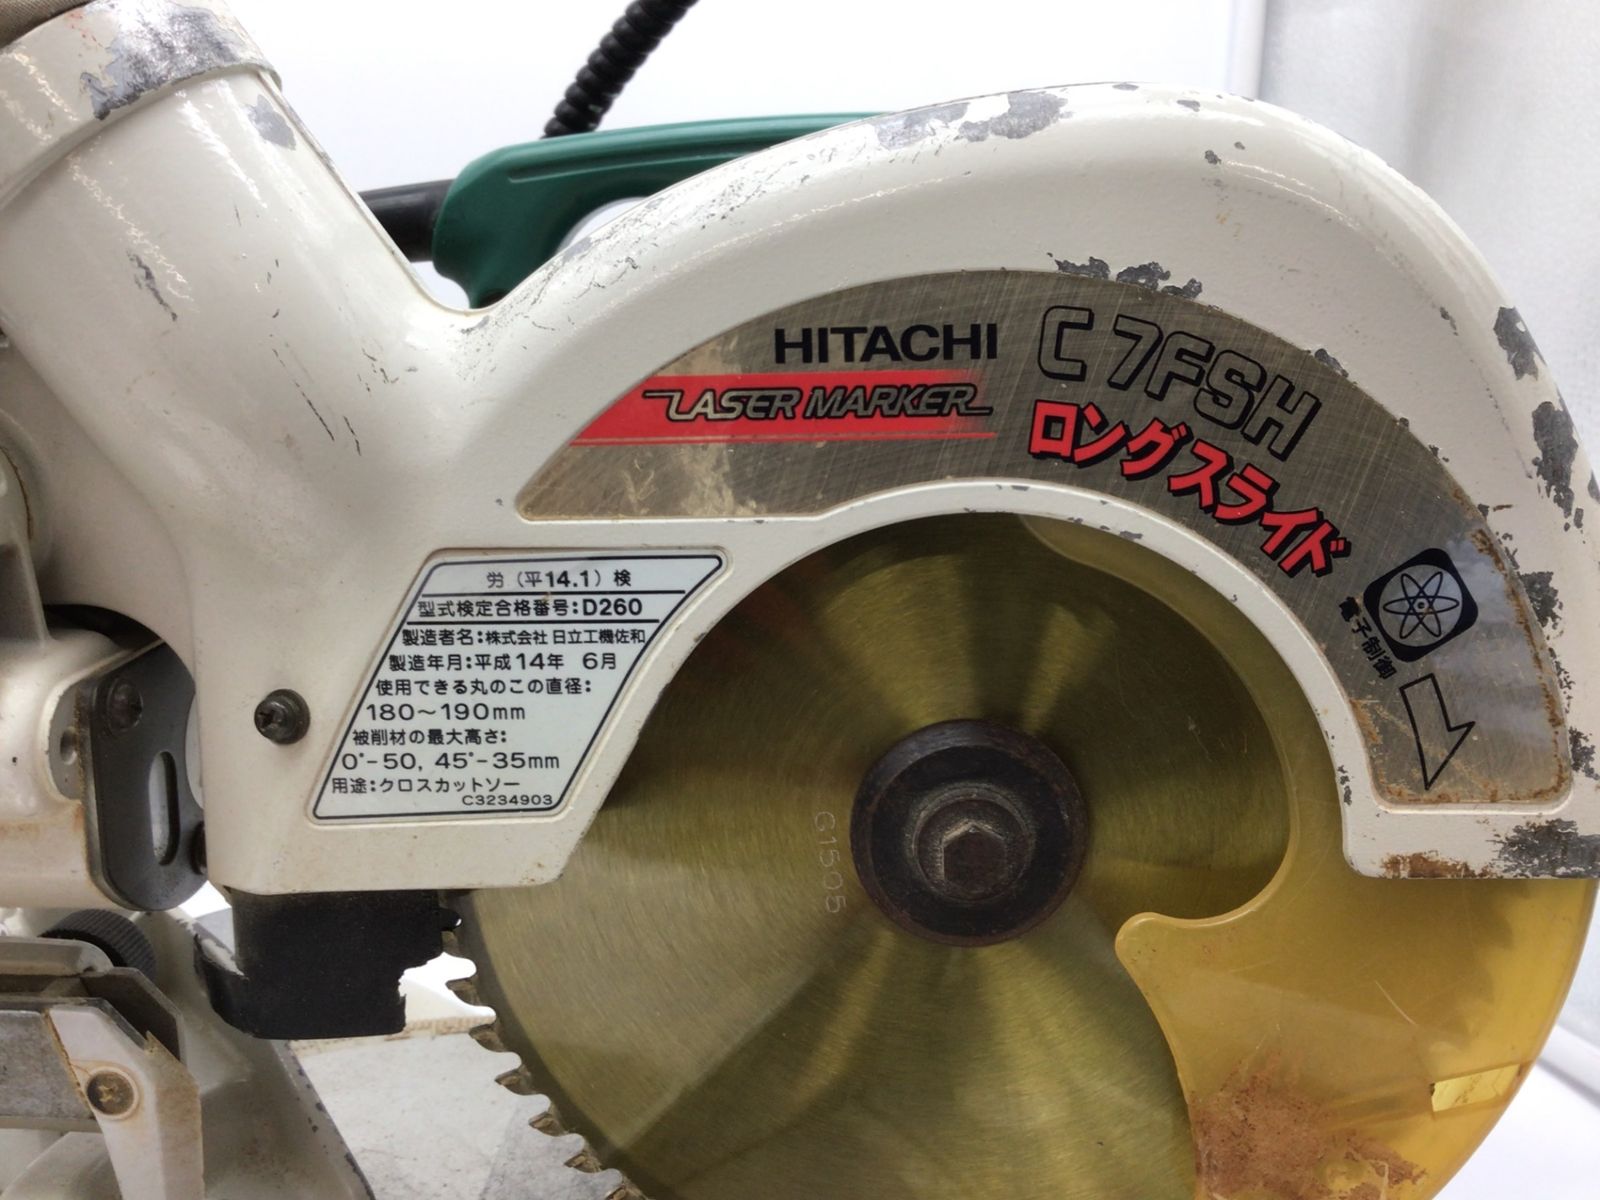 HITACHI
LASER MARKER
C 7FSH
ロングスライド
電子制御
労（平14.1）検
型式検定合格番号:D260
製造者名:株式会社 日立工機佐和
製造年月:平成14年 6月
使用できる丸のこの直径:
180～190mm
被削材の最大高さ:
0°-50, 45°-35mm
用途:クロスカットソー
C3234903
G1505